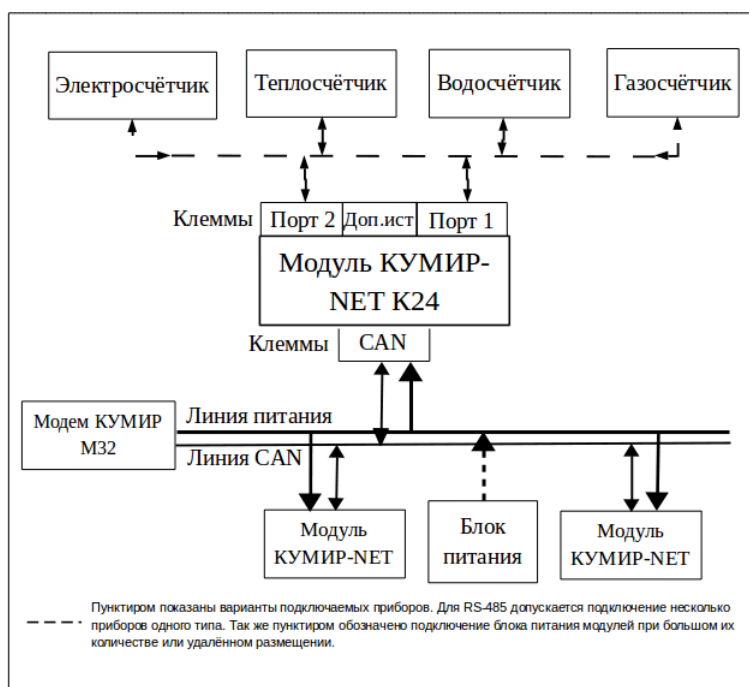 Электросчётчик
Теплосчётчик
Водосчётчик
Газосчётчик
Клеммы
Порт 2
Доп.ист
Порт 1
Модуль КУМИР-
NET К24
Клеммы
CAN
Модем КУМИР
М32
Линия питания
Линия CAN
Модуль
КУМИР-NET
Блок
питания
Модуль
КУМИР-NET
Пунктиром показаны варианты подключаемых приборов. Для RS-485 допускается подключение несколько
приборов одного типа. Так же пунктиром обозначено подключение блока питания модулей при большом их
количестве или удалённом размещении.